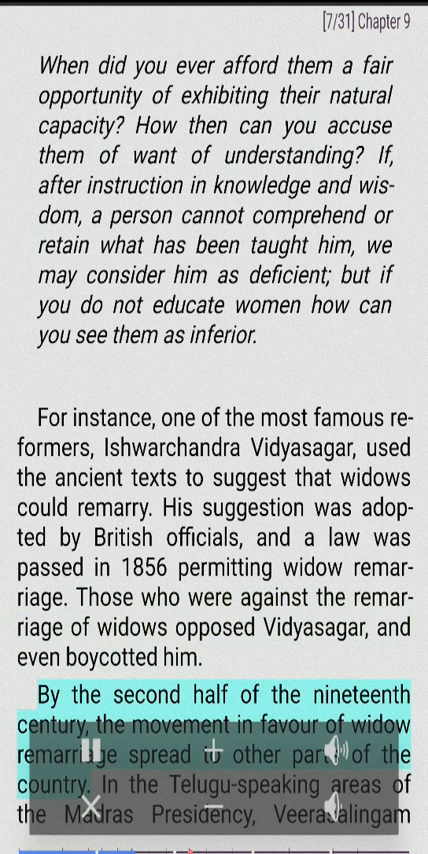 [7/31] Chapter 9
When did you ever afford them a fair
opportunity of exhibiting their natural
capacity? How then can you accuse
them of want of understanding? If,
after instruction in knowledge and wis-
dom, a person cannot comprehend or
retain what has been taught him, we
may consider him as deficient; but if
you do not educate women how can
you see them as inferior.
For instance, one of the most famous re-
formers, Ishwarchandra Vidyasagar, used
the ancient texts to suggest that widows
could remarry. His suggestion was adop-
ted by British officials, and a law was
passed in 1856 permitting widow remar-
riage. Those who were against the remar-
riage of widows opposed Vidyasagar, and
even boycotted him.
By the second half of the nineteenth
century, the movement in favour of widow
remarriage spread to other parts of the
country. In the Telugu-speaking areas of
the Madras Presidency, Veerasalingam